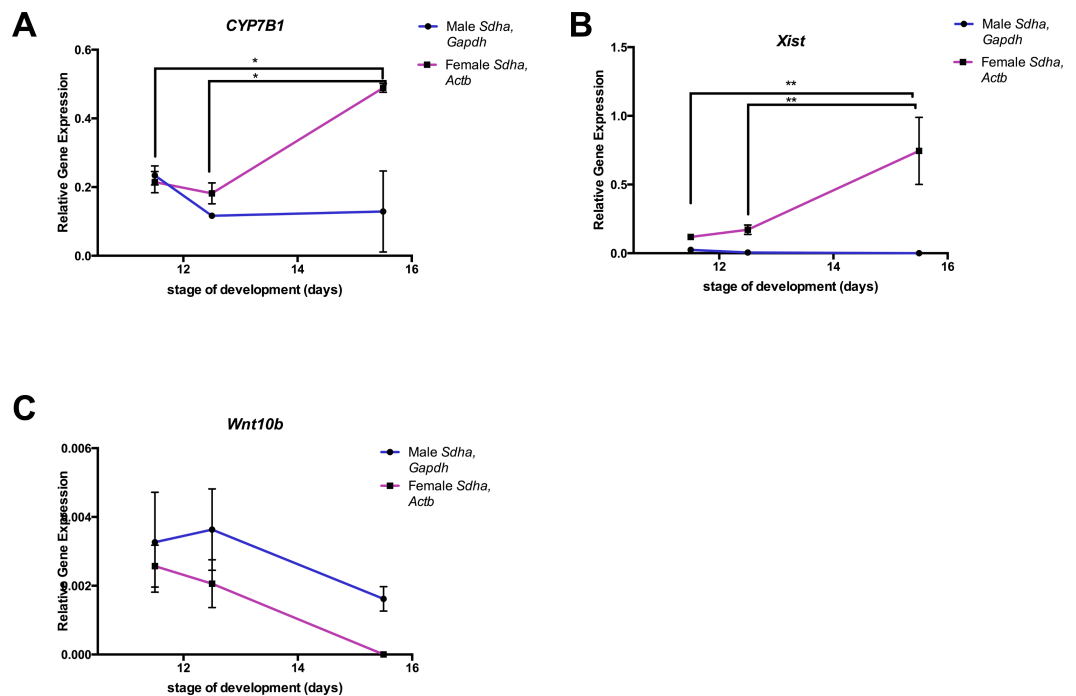 A
CYP7B1
Male Sdha,
Gapdh
Female Sdha,
Actb
Relative Gene Expression
0.6
0.4
0.2
0.0
*
*
12
14
16
stage of development (days)
B
Xist
Male Sdha,
Gapdh
Female Sdha,
Actb
Relative Gene Expression
1.5
1.0
0.5
0.0
**
**
12
14
16
stage of development (days)
C
Wnt10b
Male Sdha,
Gapdh
Female Sdha,
Actb
Relative Gene Expression
0.006
0.004
0.002
0.000
12
14
16
stage of development (days)